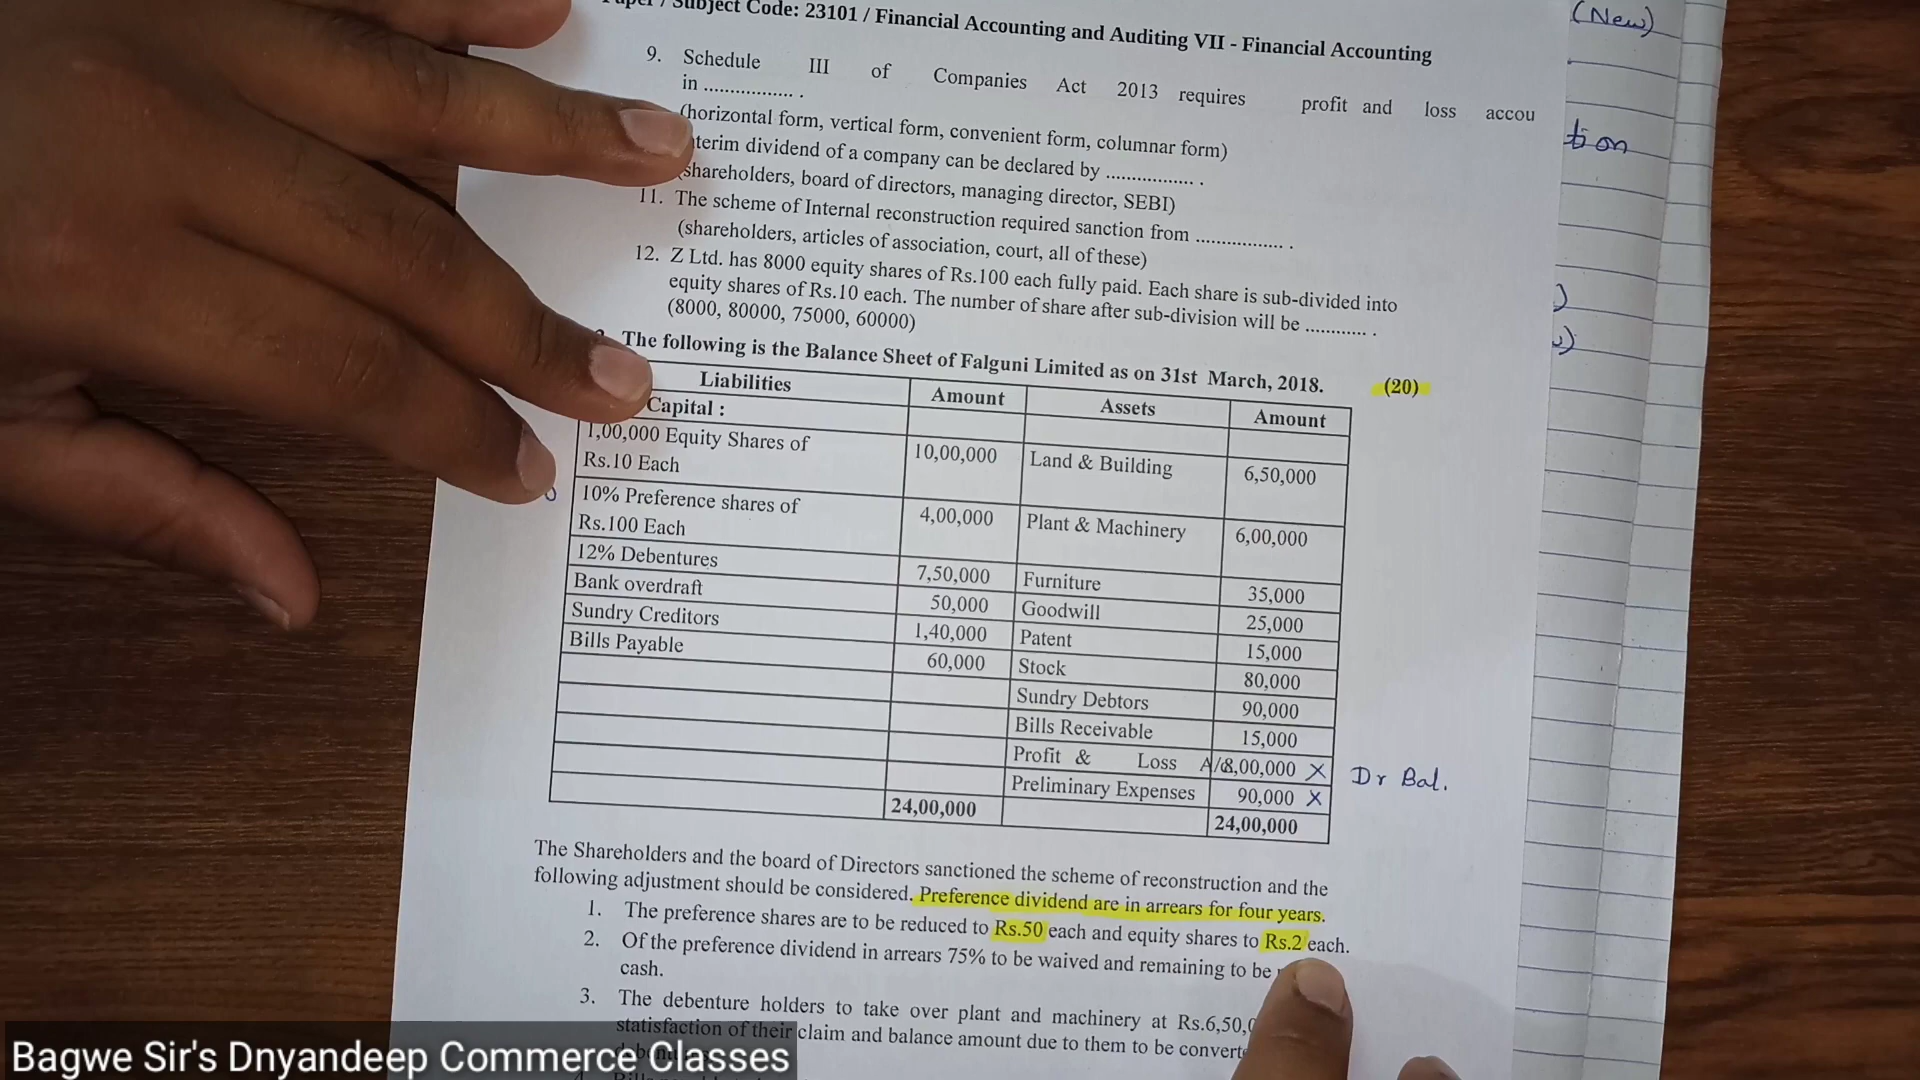 Subject Code: 23101 / Financial Accounting and Auditing VII - Financial Accounting
(New)
9. Schedule III of Companies Act 2013 requires profit and loss accou
in ................. .
(horizontal form, vertical form, convenient form, columnar form)
tion
terim dividend of a company can be declared by ................. .
(shareholders, board of directors, managing director, SEBI)
11. The scheme of Internal reconstruction required sanction from ................. .
(shareholders, articles of association, court, all of these)
12. Z Ltd. has 8000 equity shares of Rs.100 each fully paid. Each share is sub-divided into
equity shares of Rs.10 each. The number of share after sub-division will be ............ .
(8000, 80000, 75000, 60000)
The following is the Balance Sheet of Falguni Limited as on 31st March, 2018. (20)
Liabilities Amount Assets Amount
Capital :
1,00,000 Equity Shares of Rs.10 Each 10,00,000 Land & Building 6,50,000
10% Preference shares of Rs.100 Each 4,00,000 Plant & Machinery 6,00,000
12% Debentures 7,50,000 Furniture 35,000
Bank overdraft 50,000 Goodwill 25,000
Sundry Creditors 1,40,000 Patent 15,000
Bills Payable 60,000 Stock 80,000
Sundry Debtors 90,000
Bills Receivable 15,000
Profit & Loss A/c 8,00,000 X Dr Bal.
Preliminary Expenses 90,000 X
24,00,000 24,00,000
The Shareholders and the board of Directors sanctioned the scheme of reconstruction and the
following adjustment should be considered. Preference dividend are in arrears for four years.
1. The preference shares are to be reduced to Rs.50 each and equity shares to Rs.2 each.
2. Of the preference dividend in arrears 75% to be waived and remaining to be
cash.
3. The debenture holders to take over plant and machinery at Rs.6,50,0
statisfaction of their claim and balance amount due to them to be convert
Bagwe Sir's Dnyandeep Commerce Classes